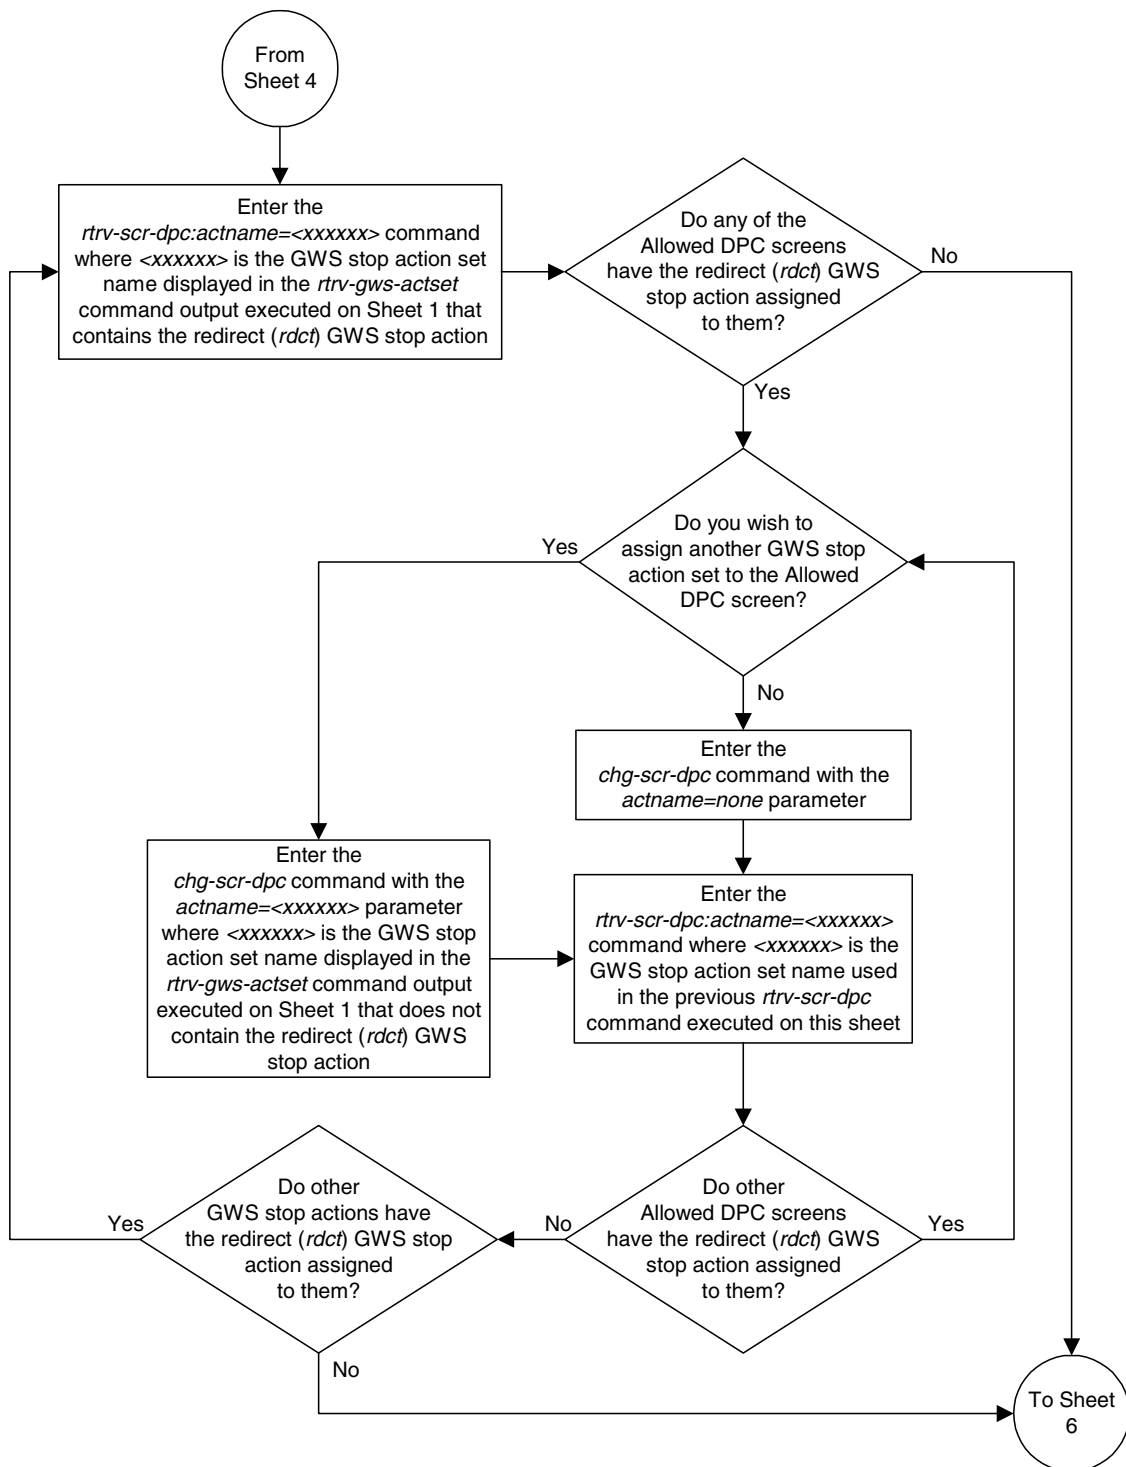 From
Sheet 4
Enter the
rtrv-scr-dpc:actname=<xxxxxx> command
where <xxxxxx> is the GWS stop action set
name displayed in the rtrv-gws-actset
command output executed on Sheet 1 that
contains the redirect (rdct) GWS stop action
Do any of the
Allowed DPC screens
have the redirect (rdct) GWS
stop action assigned
to them?
No
Yes
Do you wish to
assign another GWS stop
action set to the Allowed
DPC screen?
Yes
No
Enter the
chg-scr-dpc command with the
actname=none parameter
Enter the
chg-scr-dpc command with the
actname=<xxxxxx> parameter
where <xxxxxx> is the GWS stop
action set name displayed in the
rtrv-gws-actset command output
executed on Sheet 1 that does not
contain the redirect (rdct) GWS
stop action
Enter the
rtrv-scr-dpc:actname=<xxxxxx>
command where <xxxxxx> is the
GWS stop action set name used
in the previous rtrv-scr-dpc
command executed on this sheet
Do other
Allowed DPC screens
have the redirect (rdct) GWS
stop action assigned
to them?
Yes
No
Do other
GWS stop actions have
the redirect (rdct) GWS stop
action assigned
to them?
Yes
No
To Sheet
6